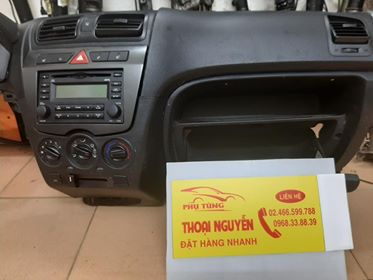 PHỤ TÙNG
THOẠI NGUYỄN
ĐẶT HÀNG NHANH
LIÊN HỆ
02.466.599.788
0968.33.88.39